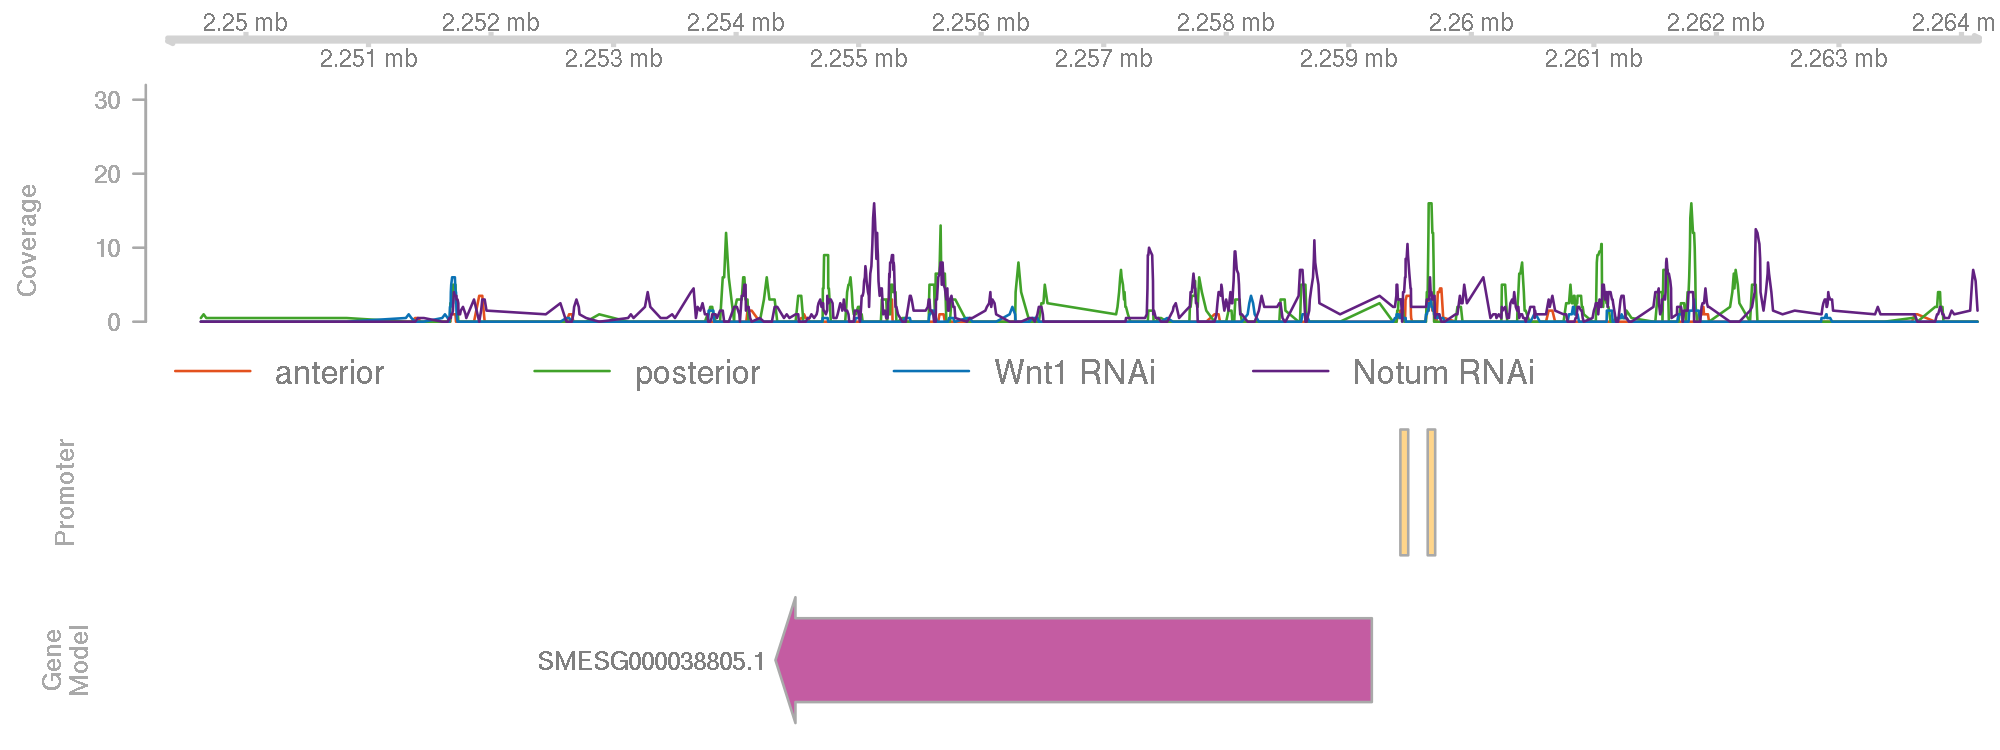 2.25 mb 2.252 mb 2.254 mb 2.256 mb 2.258 mb 2.26 mb 2.262 mb 2.264 m
2.251 mb 2.253 mb 2.255 mb 2.257 mb 2.259 mb 2.261 mb 2.263 mb
30
20
10
0
Coverage
anterior posterior Wnt1 RNAi Notum RNAi
Promoter
0
Gene
Model
SMESG000038805.1